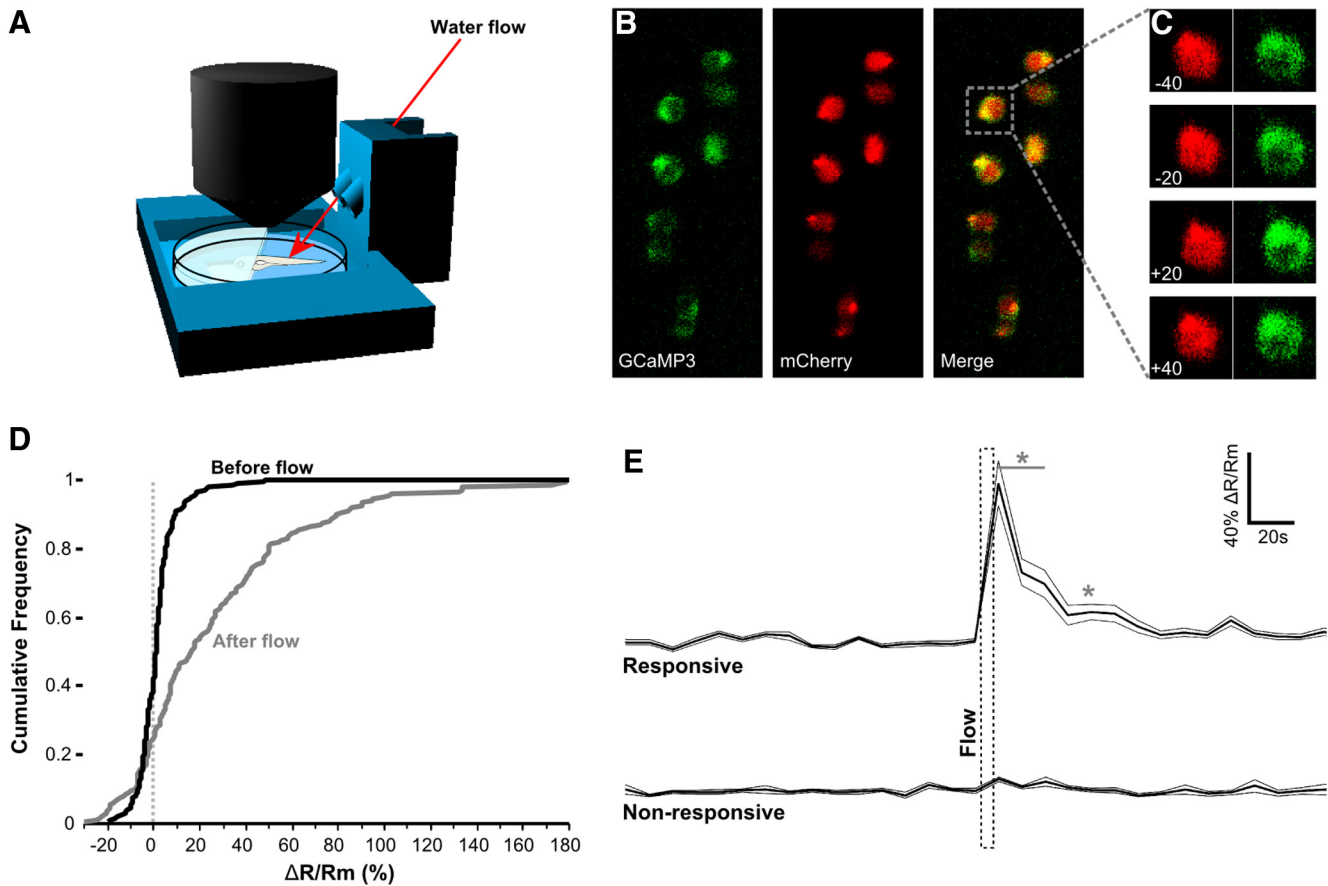 A
Water flow
B
GCaMP3
mCherry
Merge
C
-40
-20
+20
+40
D
Before flow
After flow
Cumulative Frequency
1
0.8
0.6
0.4
0.2
0
-20 0 20 40 60 80 100 120 140 160 180
ΔR/Rm (%)
E
*
*
40% ΔR/Rm
20s
Responsive
Flow
Non-responsive